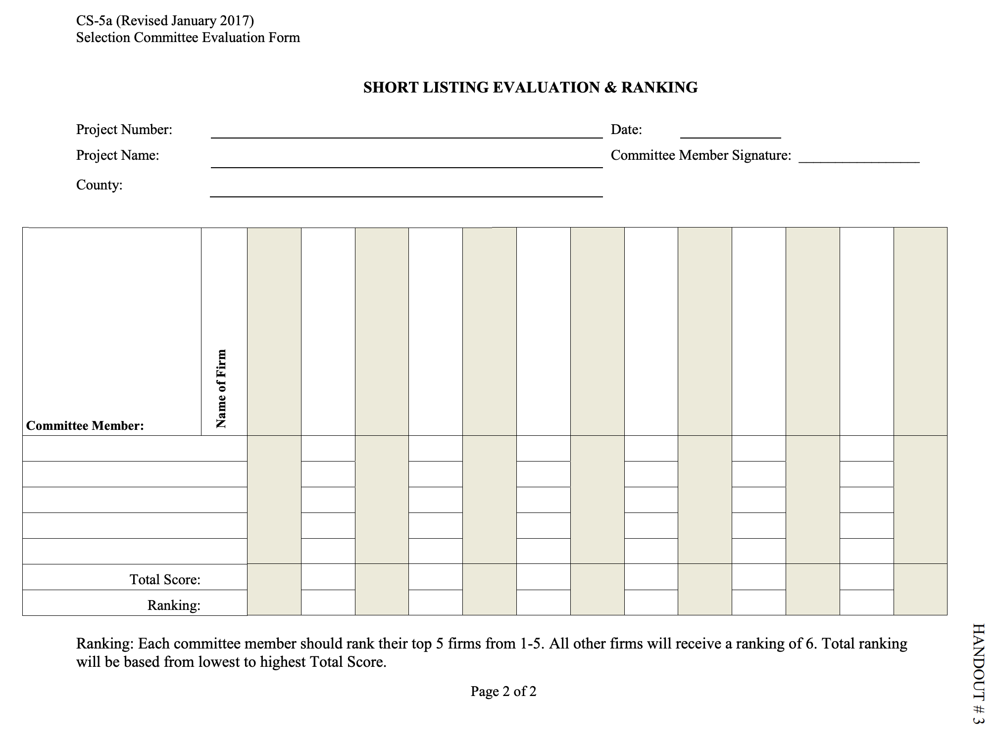 CS-5a (Revised January 2017)
Selection Committee Evaluation Form
SHORT LISTING EVALUATION & RANKING
Project Number:
Date:
Project Name:
Committee Member Signature:
County:
Committee Member:
Name of Firm
Total Score:
Ranking:
Ranking: Each committee member should rank their top 5 firms from 1-5. All other firms will receive a ranking of 6. Total ranking
will be based from lowest to highest Total Score.
Page 2 of 2
HANDOUT # 3